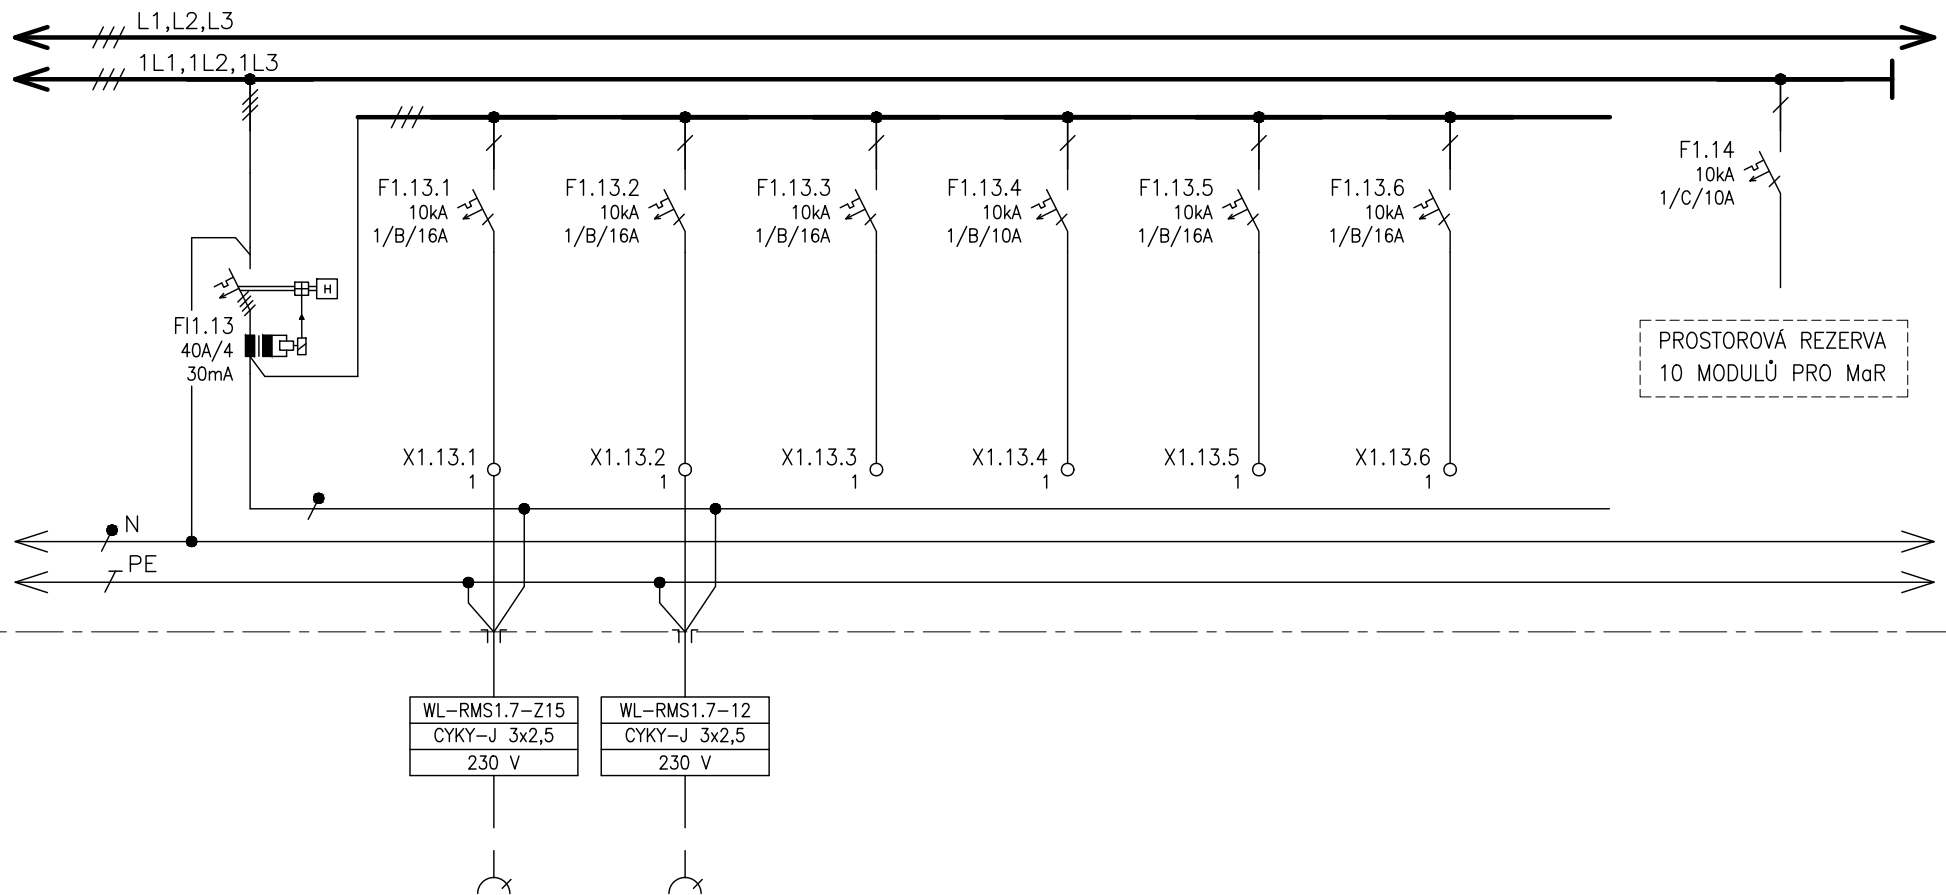 L1,L2,L3
1L1,1L2,1L3
F1.13.1
10kA
1/B/16A
F1.13.2
10kA
1/B/16A
F1.13.3
10kA
1/B/16A
F1.13.4
10kA
1/B/10A
F1.13.5
10kA
1/B/16A
F1.13.6
10kA
1/B/16A
F1.14
10kA
1/C/10A
H
FI1.13
40A/4
30mA
PROSTOROVÁ REZERVA
10 MODULŮ PRO MaR
X1.13.1
1
X1.13.2
1
X1.13.3
1
X1.13.4
1
X1.13.5
1
X1.13.6
1
N
PE
WL-RMS1.7-Z15
CYKY-J 3x2,5
230 V
WL-RMS1.7-12
CYKY-J 3x2,5
230 V